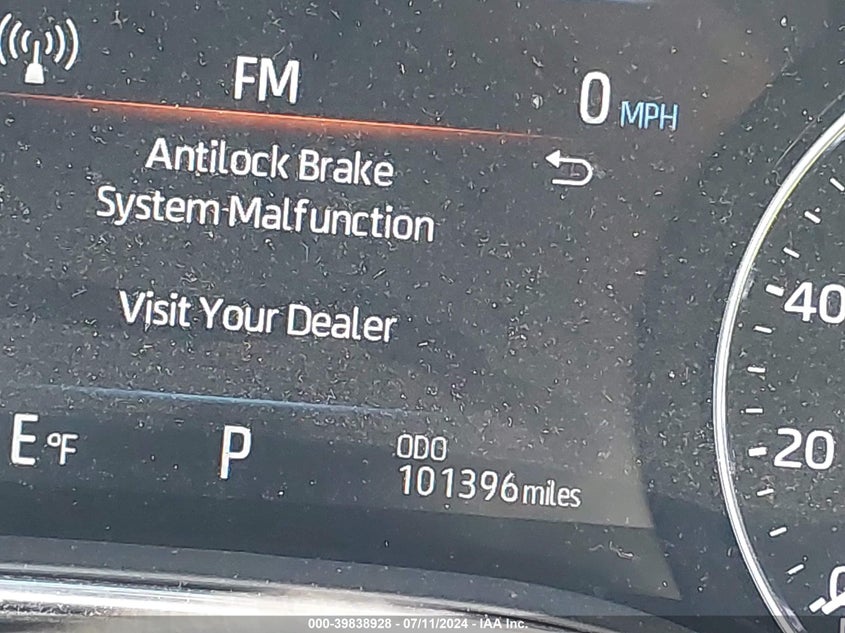 FM
0 MPH
Antilock Brake
System Malfunction
Visit Your Dealer
E °F
P
ODO
101396 miles
40
20
000-39838928 - 07/11/2024 - IAA Inc.